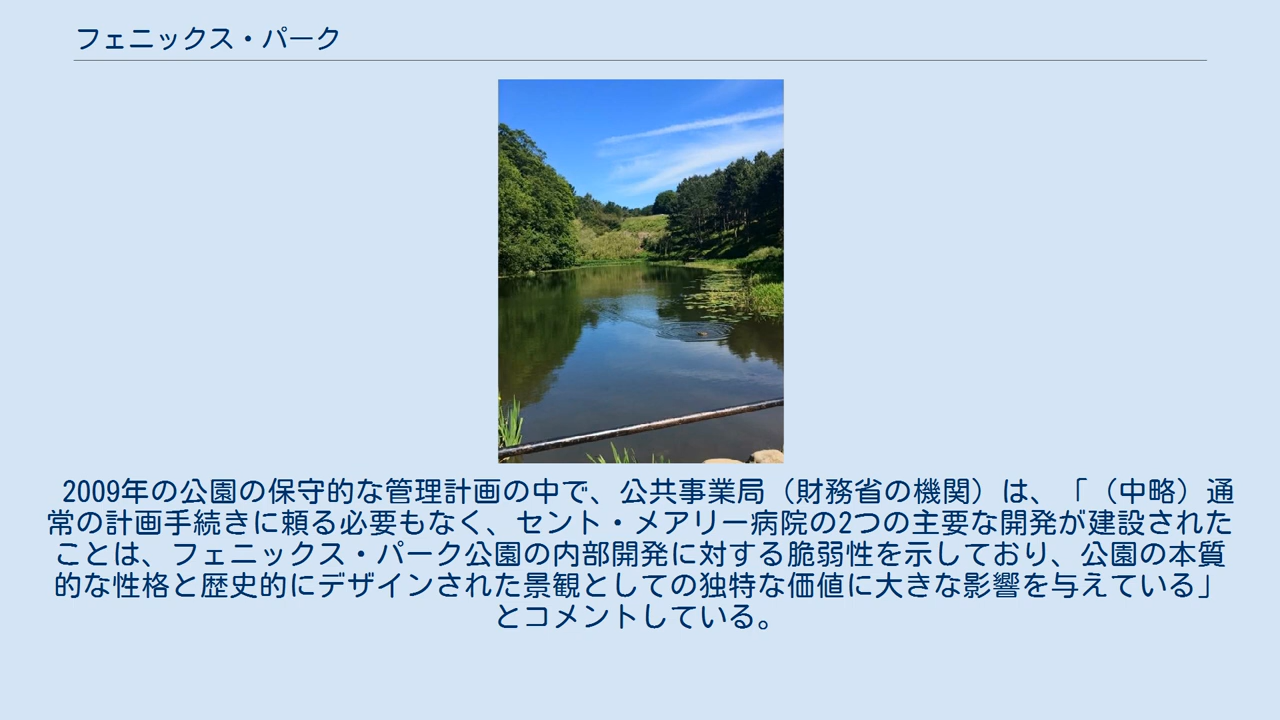 フェニックス・パーク
2009年の公園の保守的な管理計画の中で、公共事業局（財務省の機関）は、「（中略）通
常の計画手続きに頼る必要もなく、セント・メアリー病院の2つの主要な開発が建設された
ことは、フェニックス・パーク公園の内部開発に対する脆弱性を示しており、公園の本質
的な性格と歴史的にデザインされた景観としての独特な価値に大きな影響を与えている」
とコメントしている。